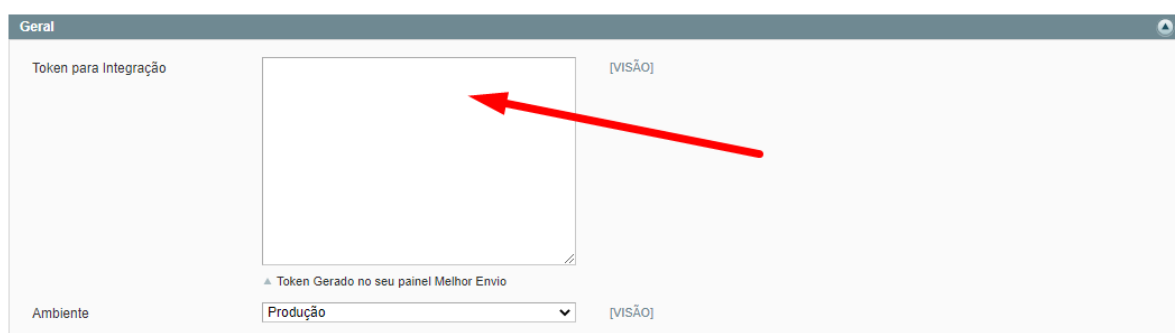 Geral
Token para Integração [VISÃO]
Token Gerado no seu painel Melhor Envio
Ambiente Produção [VISÃO]